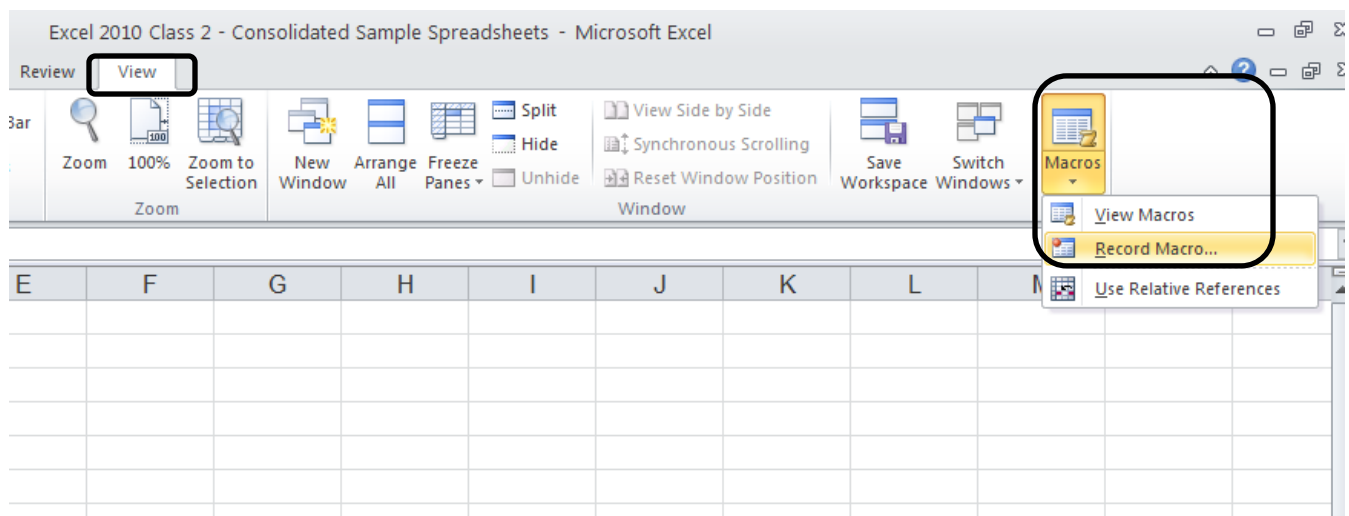 Excel 2010 Class 2 - Consolidated Sample Spreadsheets - Microsoft Excel
Review View
Bar
Zoom 100% Zoom to Selection
New Window Arrange All Freeze Panes
Split
Hide
Unhide
View Side by Side
Synchronous Scrolling
Reset Window Position
Save Workspace Switch Windows
Macros
Zoom Window
View Macros
Record Macro...
Use Relative References
E F G H I J K L